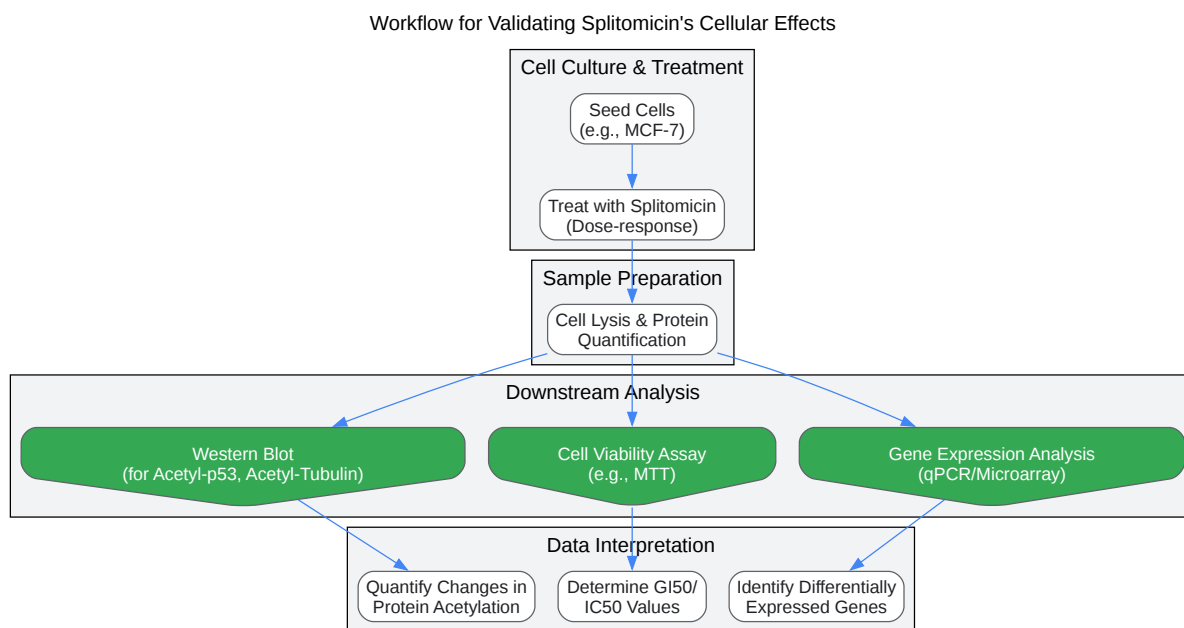 Workflow for Validating Splitomicin's Cellular Effects
Cell Culture & Treatment
Seed Cells
(e.g., MCF-7)
Treat with Splitomicin
(Dose-response)
Sample Preparation
Cell Lysis & Protein
Quantification
Downstream Analysis
Western Blot
(for Acetyl-p53, Acetyl-Tubulin)
Cell Viability Assay
(e.g., MTT)
Gene Expression Analysis
(qPCR/Microarray)
Data Interpretation
Quantify Changes in
Protein Acetylation
Determine GI50/
IC50 Values
Identify Differentially
Expressed Genes